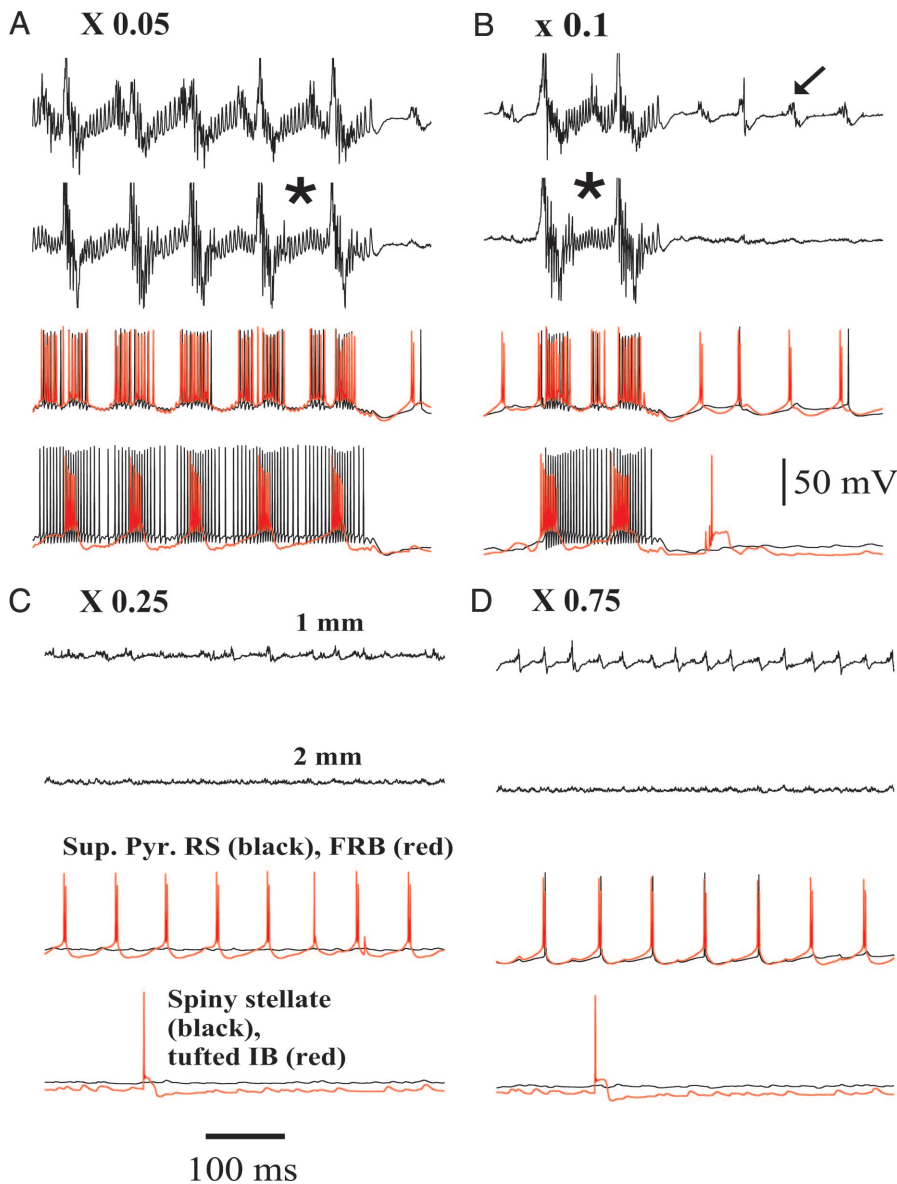 A X 0.05
B x 0.1
*
*
50 mV
C X 0.25
D X 0.75
1 mm
2 mm
Sup. Pyr. RS (black), FRB (red)
Spiny stellate
(black),
tufted IB (red)
100 ms